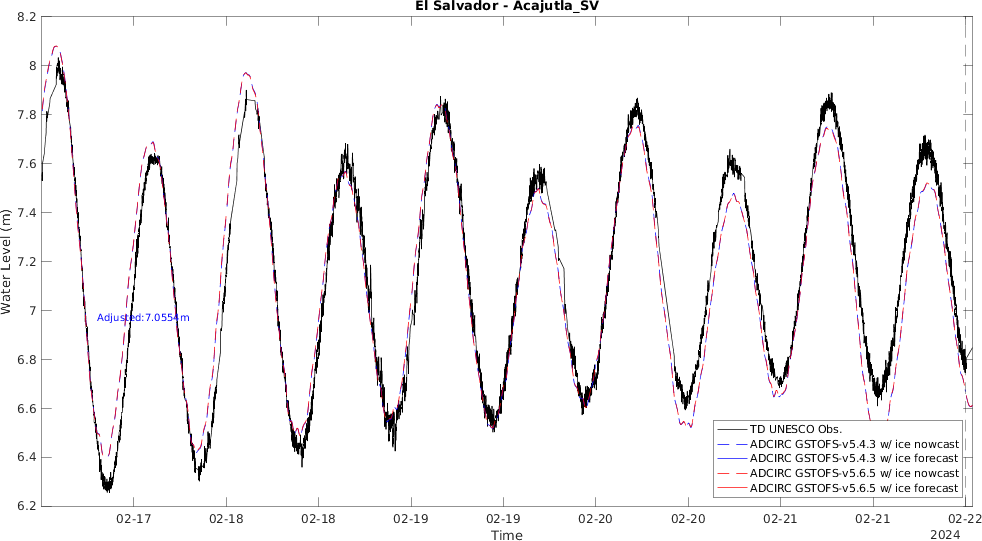 El Salvador - Acajutla_SV
8.2
8
7.8
7.6
7.4
7.2
7
6.8
6.6
6.4
6.2
Water Level (m)
Adjusted:7.0554m
TD UNESCO Obs.
ADCIRC GSTOFS-v5.4.3 w/ ice nowcast
ADCIRC GSTOFS-v5.4.3 w/ ice forecast
ADCIRC GSTOFS-v5.6.5 w/ ice nowcast
ADCIRC GSTOFS-v5.6.5 w/ ice forecast
02-17 02-18 02-18 02-19 02-19 02-20 02-20 02-21 02-21 02-22
Time
2024